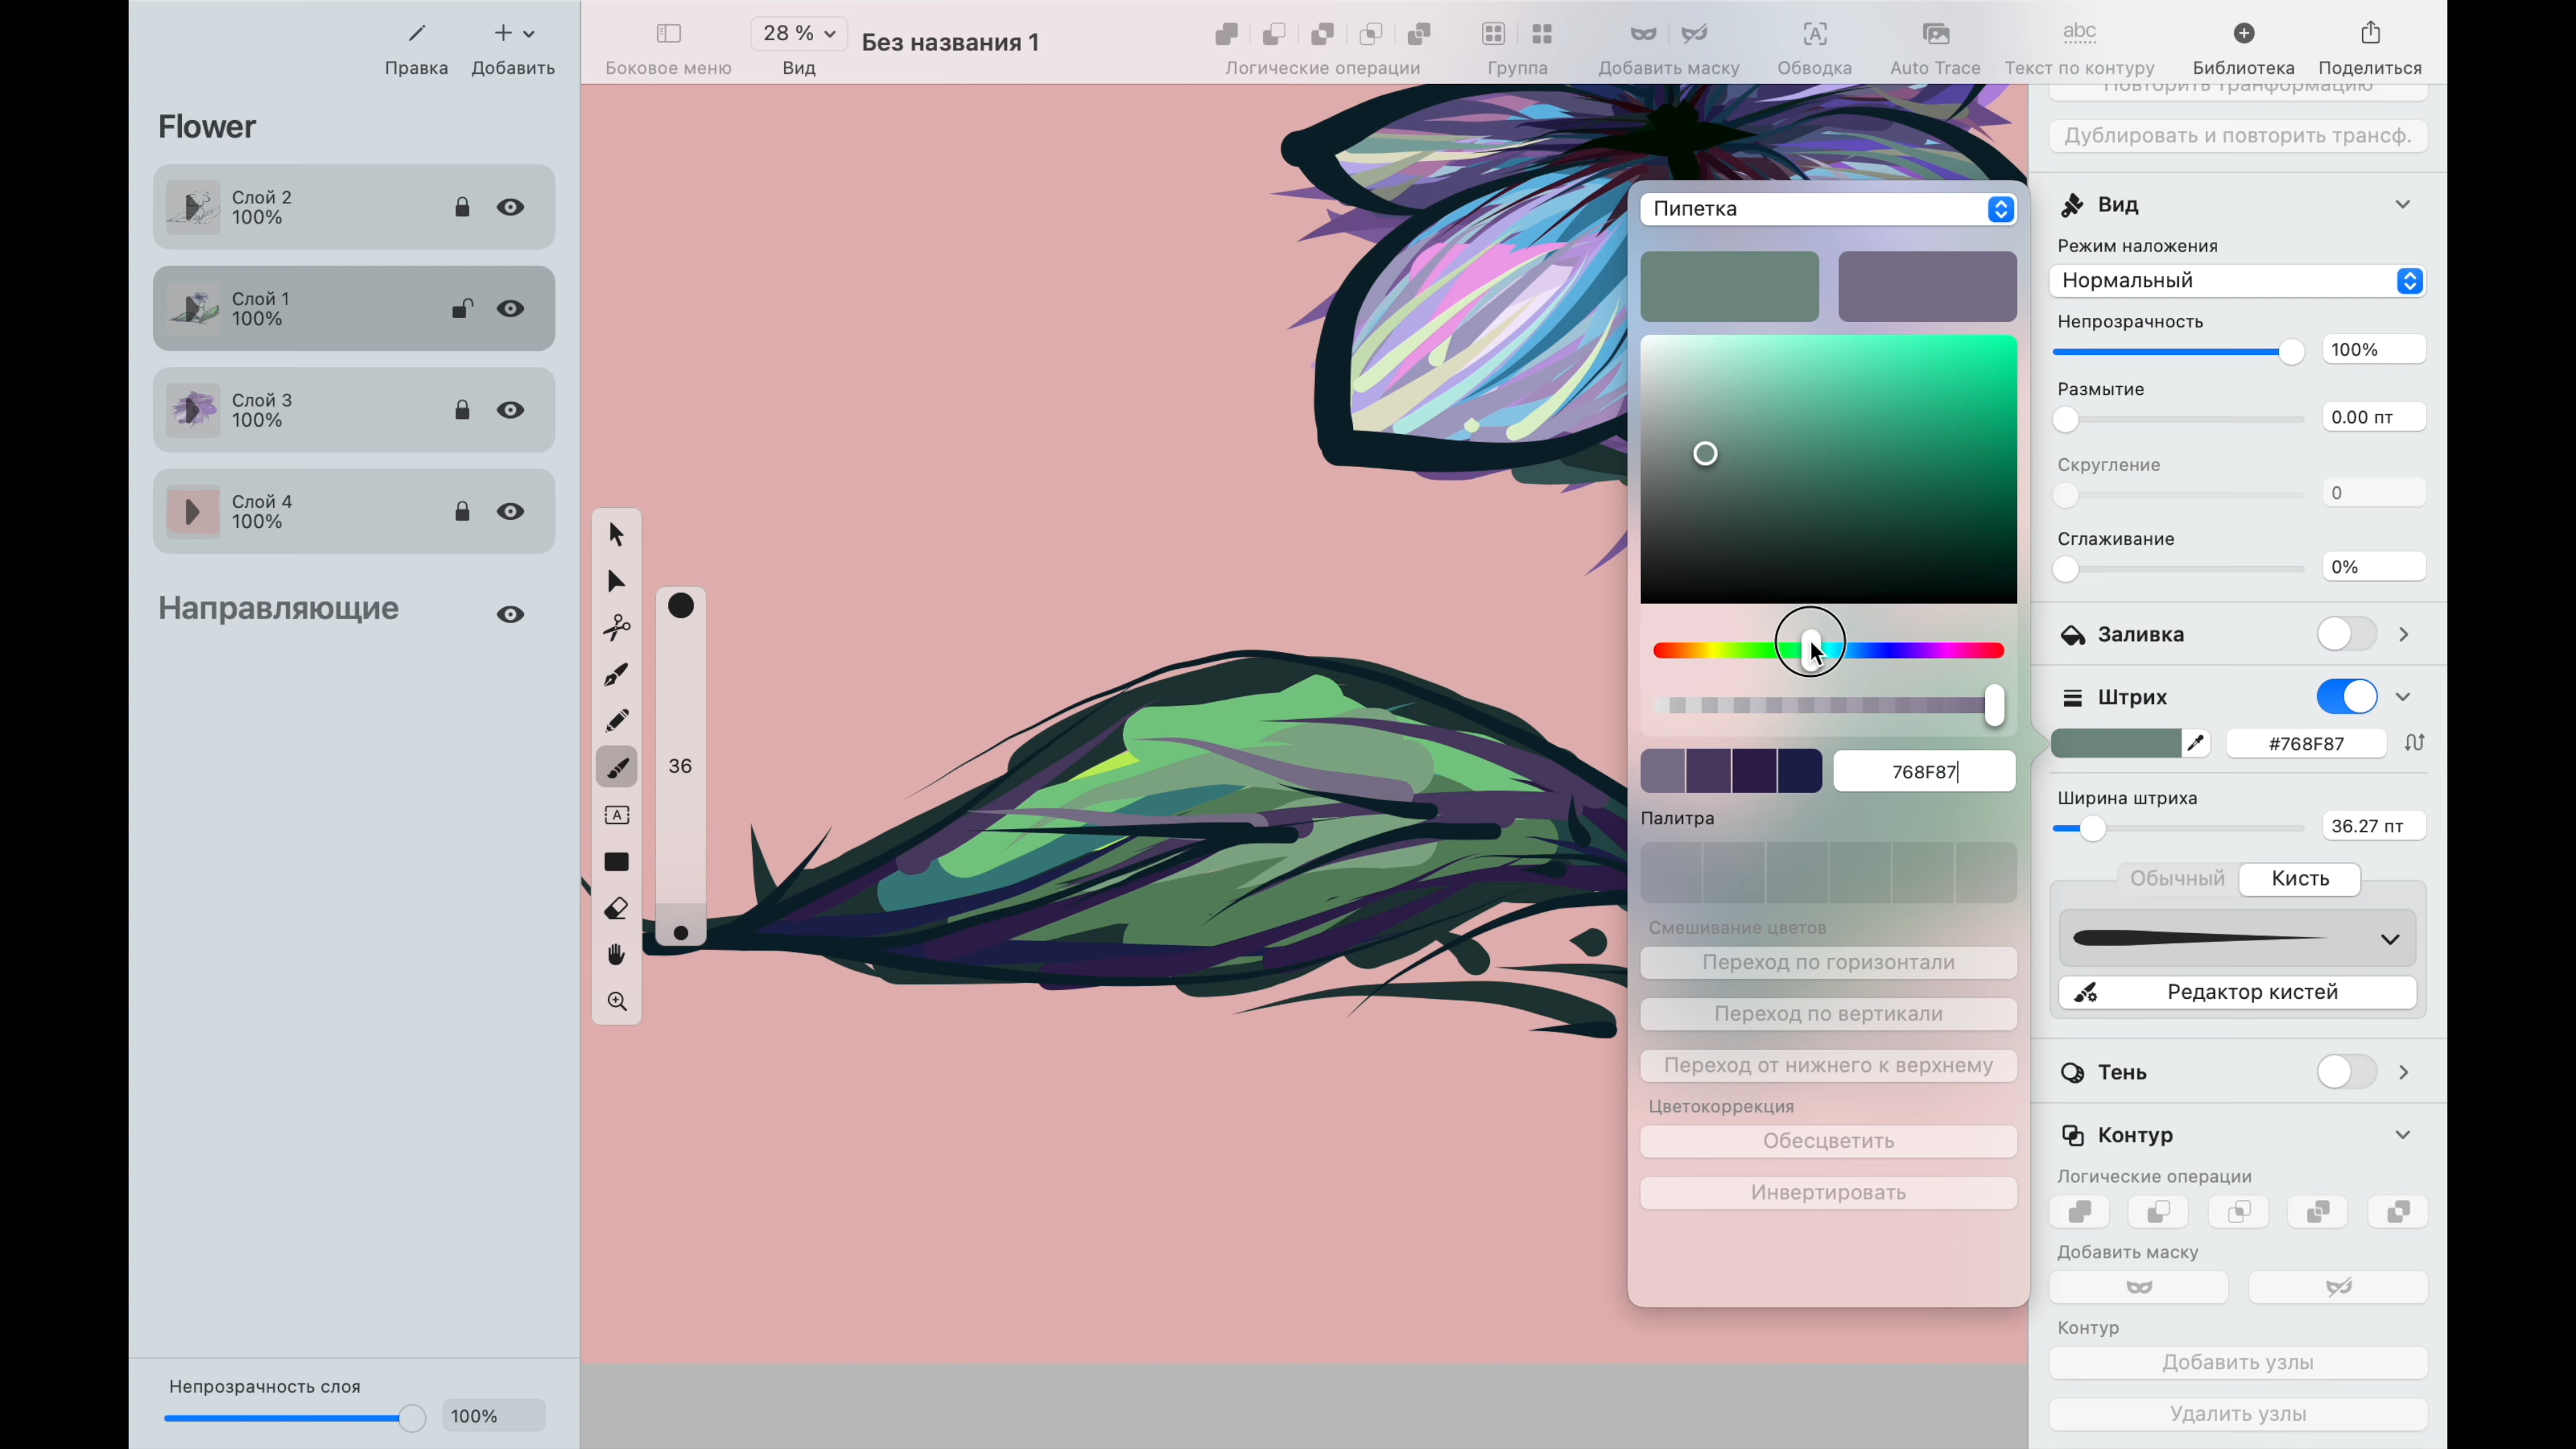 Правка
Добавить
Боковое меню
28 %
Вид
Без названия 1
Логические операции
Группа
Добавить маску
Обводка
Auto Trace
abc
Текст по контуру
Библиотека
Поделиться
Flower
Слой 2
100%
Слой 1
100%
Слой 3
100%
Слой 4
100%
Направляющие
Непрозрачность слоя
100%
36
A
Пипетка
768F87
Палитра
Смешивание цветов
Переход по горизонтали
Переход по вертикали
Переход от нижнего к верхнему
Цветокоррекция
Обесцветить
Инвертировать
Повторить транформацию
Дублировать и повторить трансф.
Вид
Режим наложения
Нормальный
Непрозрачность
100%
Размытие
0.00 пт
Скругление
0
Сглаживание
0%
Заливка
Штрих
#768F87
Ширина штриха
36.27 пт
Обычный
Кисть
Редактор кистей
Тень
Контур
Логические операции
Добавить маску
Контур
Добавить узлы
Удалить узлы